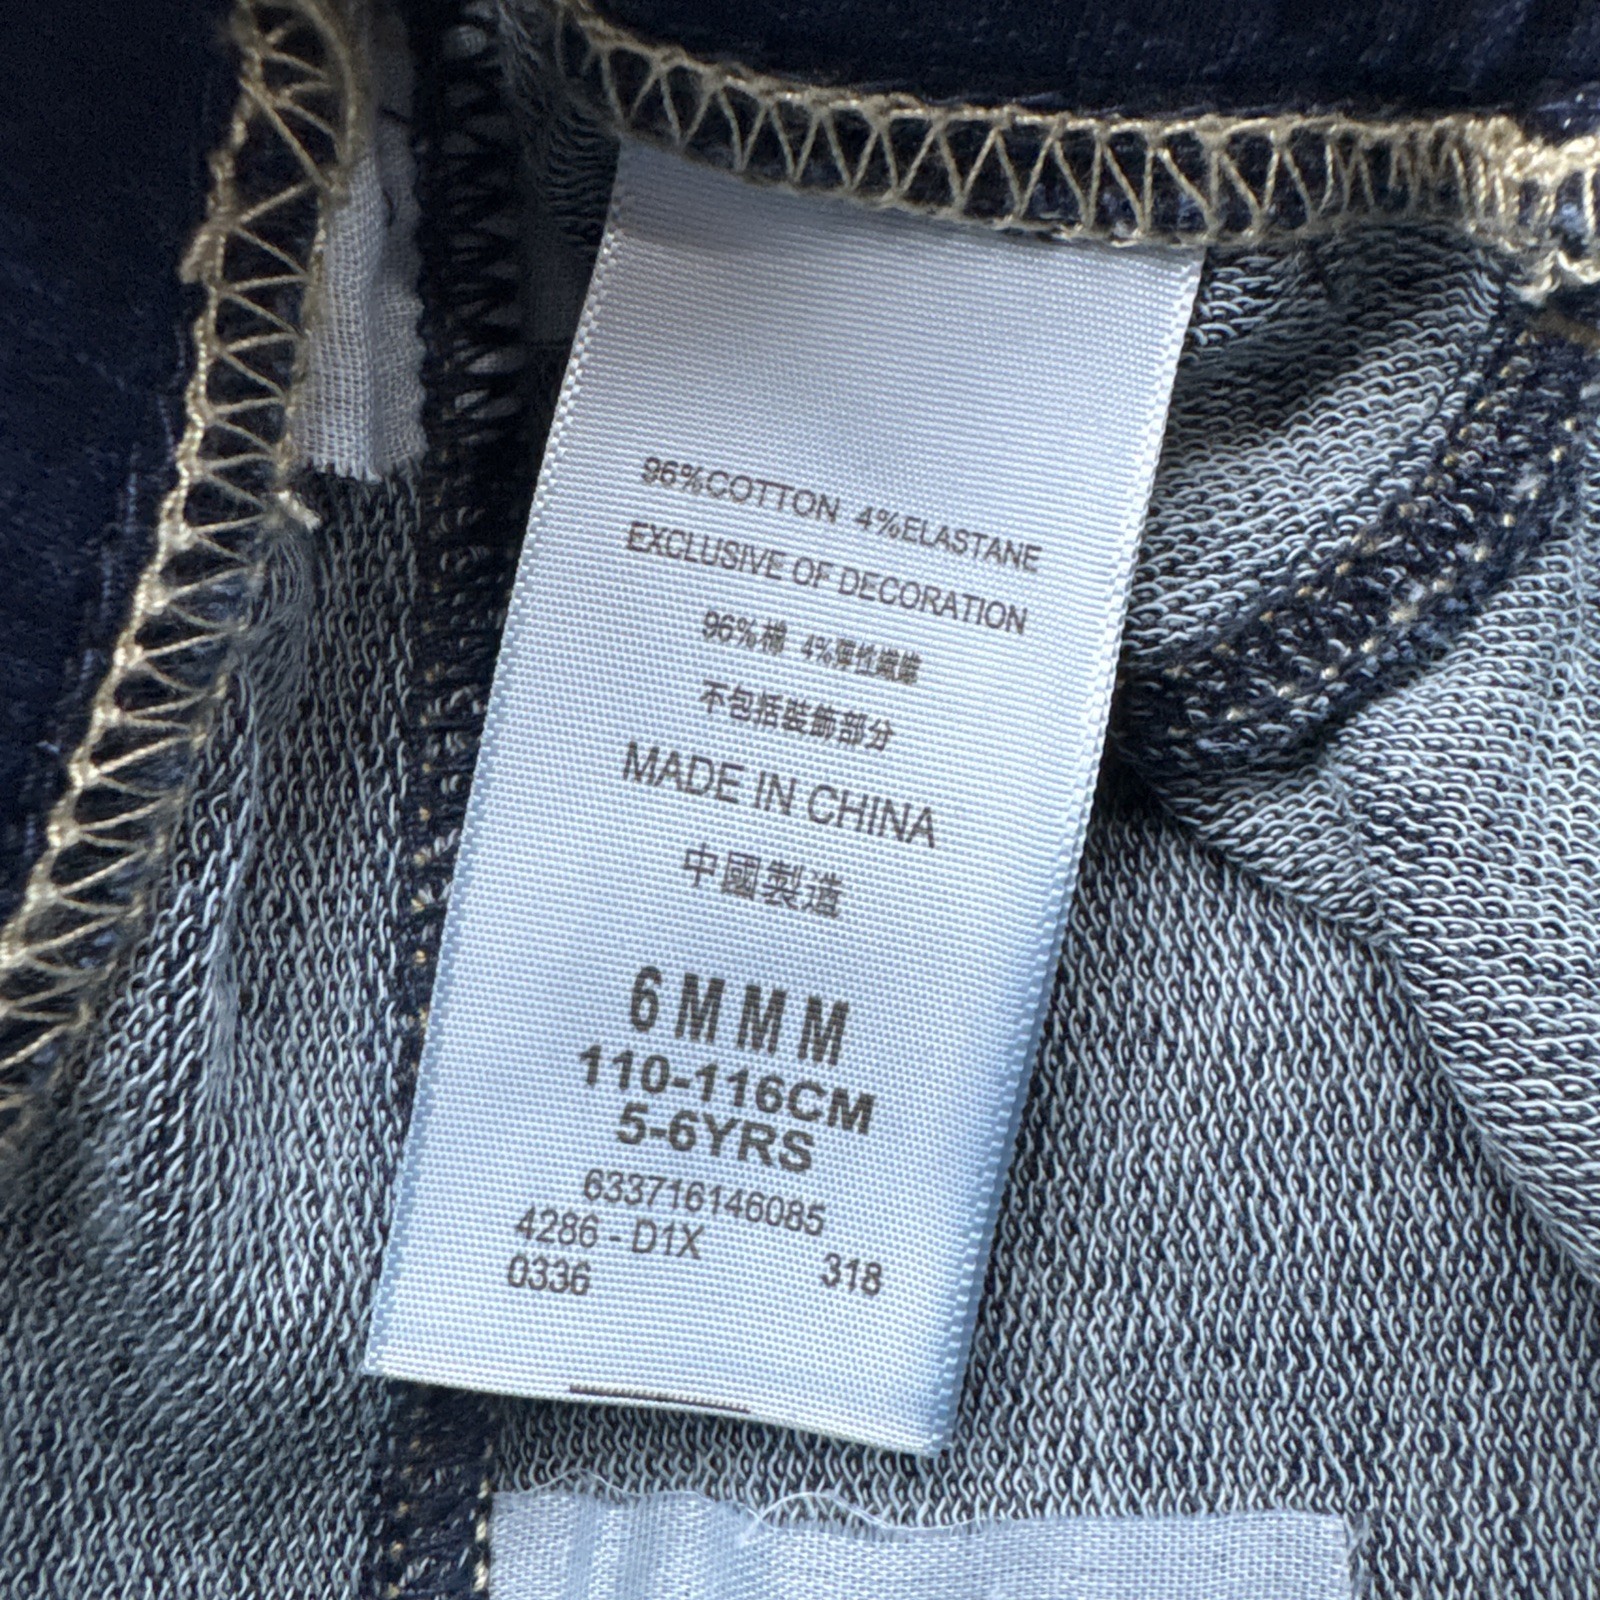 96%COTTON 4%ELASTANE
EXCLUSIVE OF DECORATION
96%棉 4%彈性纖維
不包括裝飾部分
MADE IN CHINA
中國製造
6 M M M
110-116CM
5-6YRS
633716146085
4286 - D1X
0336 318